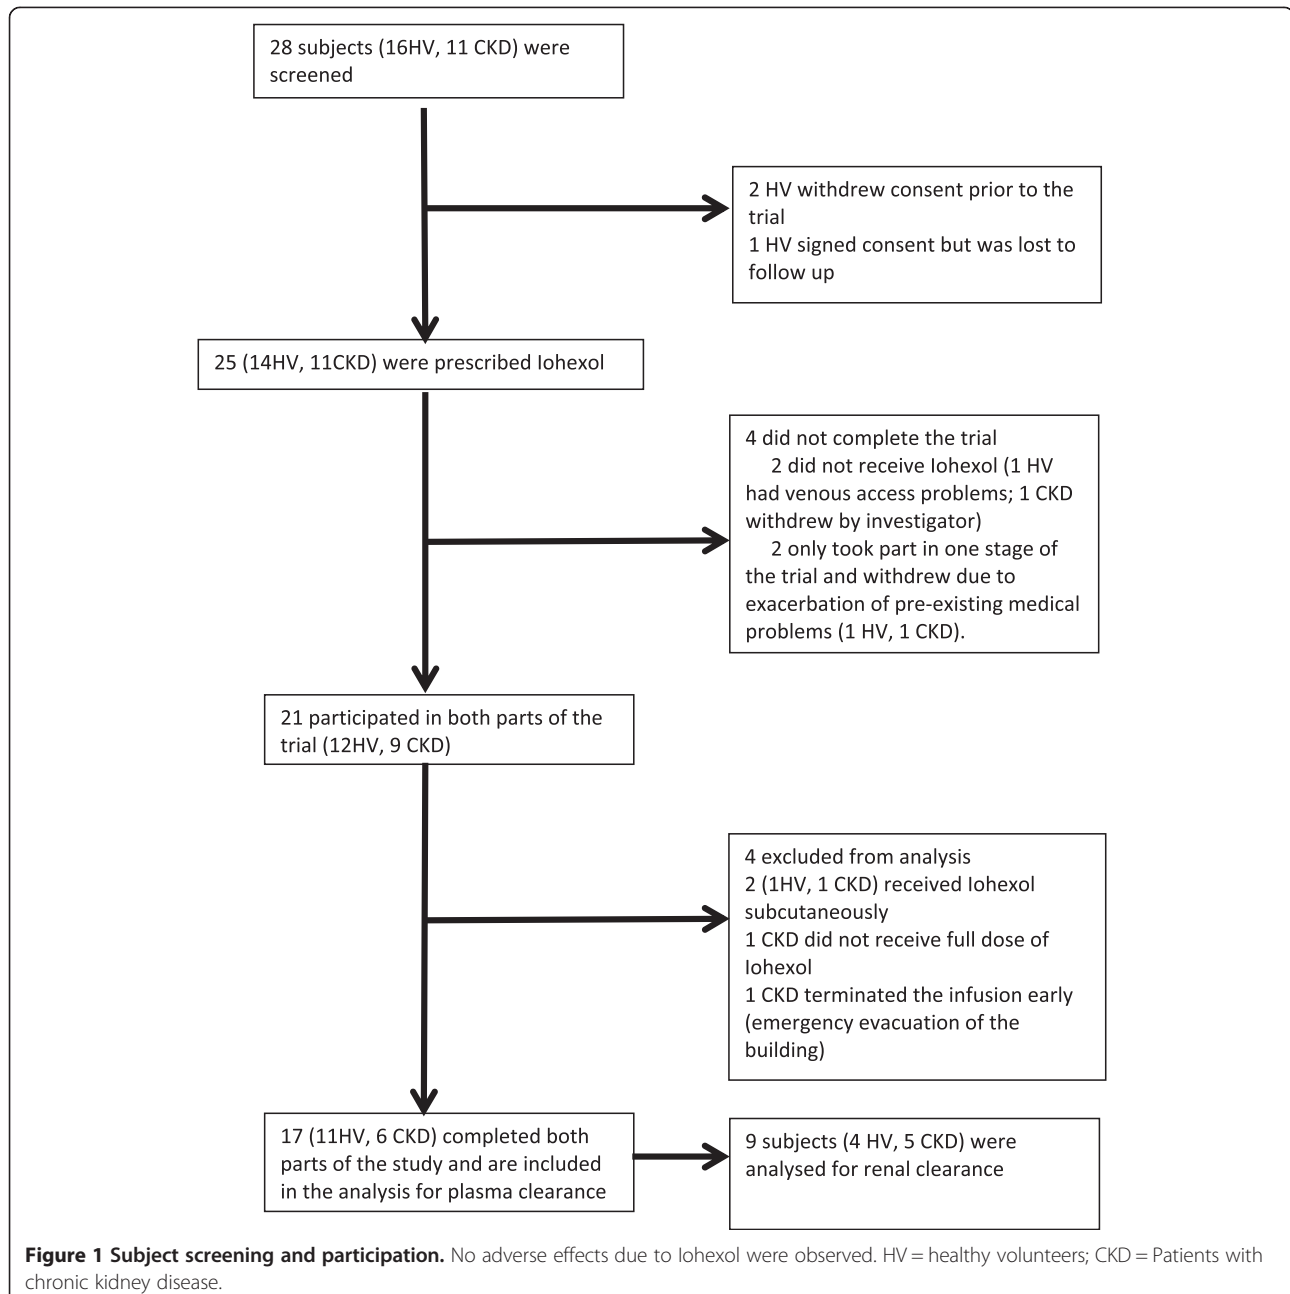 28 subjects (16HV, 11 CKD) were
screened
2 HV withdrew consent prior to the
trial
1 HV signed consent but was lost to
follow up
25 (14HV, 11CKD) were prescribed Iohexol
4 did not complete the trial
2 did not receive Iohexol (1 HV
had venous access problems; 1 CKD
withdrew by investigator)
2 only took part in one stage of
the trial and withdrew due to
exacerbation of pre-existing medical
problems (1 HV, 1 CKD).
21 participated in both parts of the
trial (12HV, 9 CKD)
4 excluded from analysis
2 (1HV, 1 CKD) received Iohexol
subcutaneously
1 CKD did not receive full dose of
Iohexol
1 CKD terminated the infusion early
(emergency evacuation of the
building)
17 (11HV, 6 CKD) completed both
parts of the study and are included
in the analysis for plasma clearance
9 subjects (4 HV, 5 CKD) were
analysed for renal clearance
Figure 1 Subject screening and participation. No adverse effects due to Iohexol were observed. HV = healthy volunteers; CKD = Patients with
chronic kidney disease.